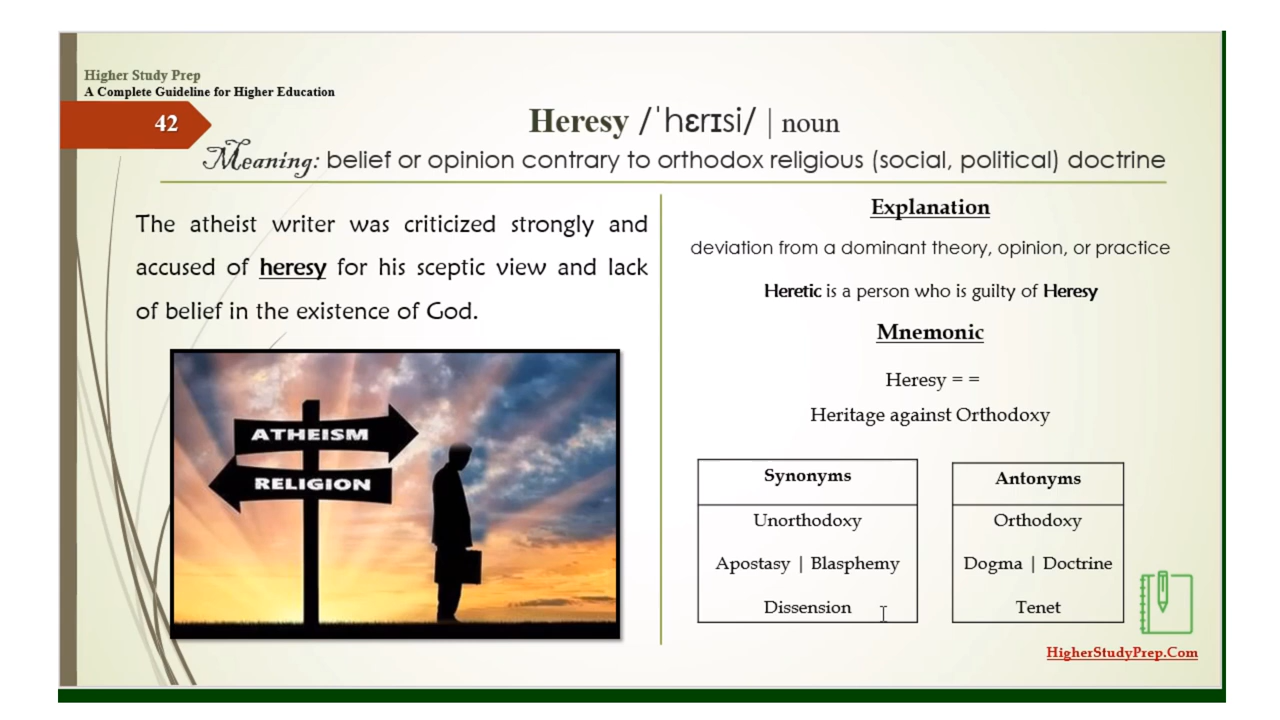 Higher Study Prep
A Complete Guideline for Higher Education
42
Heresy /ˈhɛrɪsi/ | noun
Meaning: belief or opinion contrary to orthodox religious (social, political) doctrine
The atheist writer was criticized strongly and
accused of heresy for his sceptic view and lack
of belief in the existence of God.
ATHEISM
RELIGION
Explanation
deviation from a dominant theory, opinion, or practice
Heretic is a person who is guilty of Heresy
Mnemonic
Heresy = =
Heritage against Orthodoxy
Synonyms
Unorthodoxy
Apostasy | Blasphemy
Dissension
Antonyms
Orthodoxy
Dogma | Doctrine
Tenet
HigherStudyPrep.Com